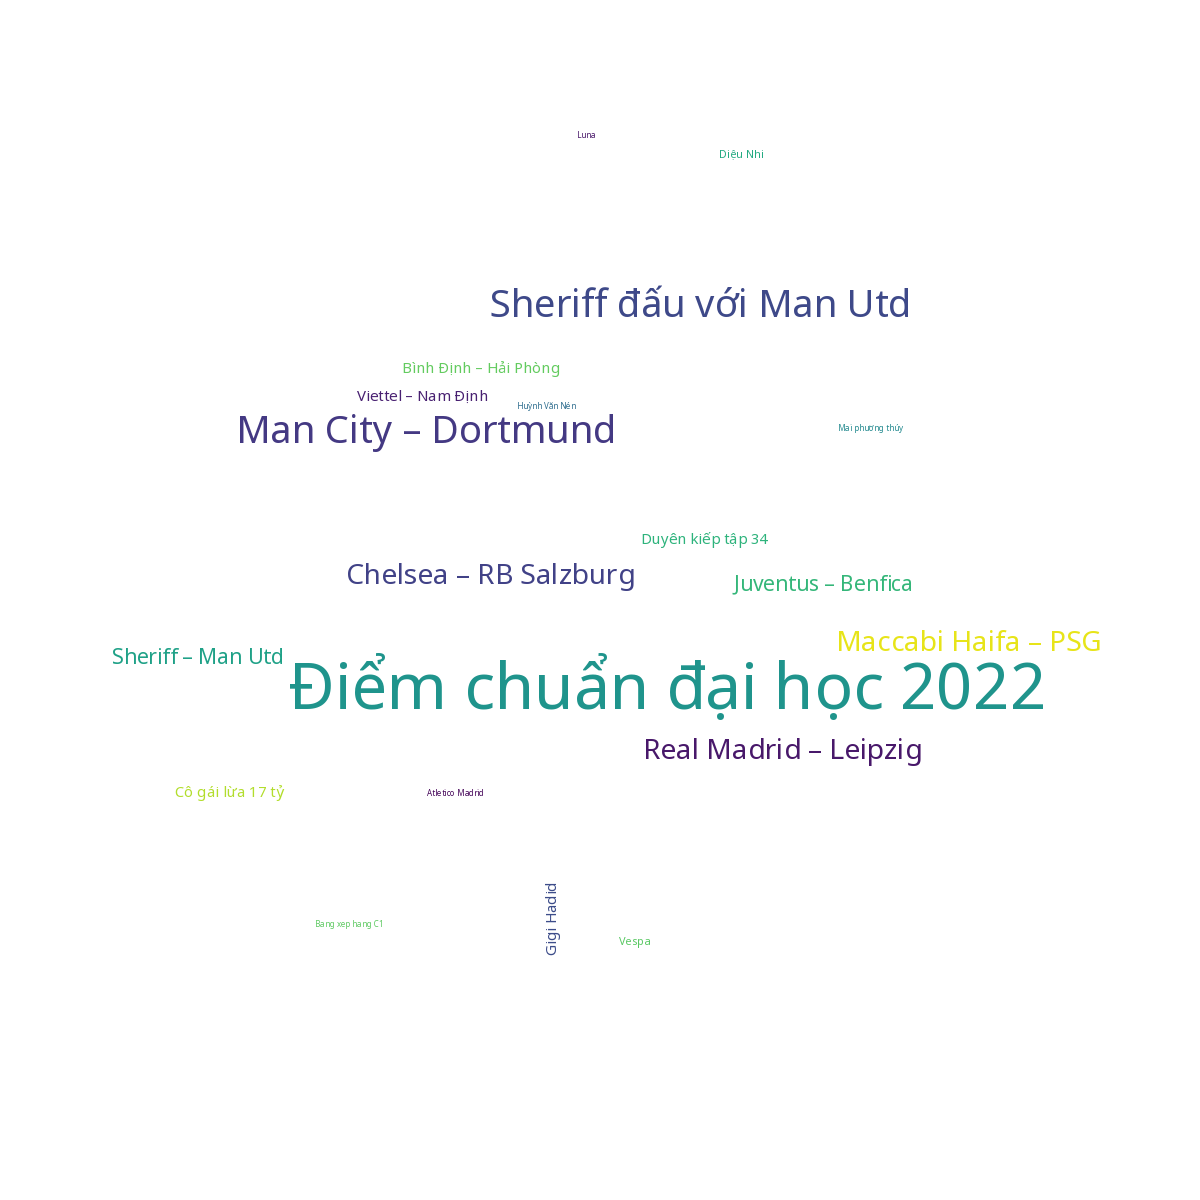 Luna
Diệu Nhi
Sheriff đấu với Man Utd
Bình Định – Hải Phòng
Viettel – Nam Định
Huỳnh Văn Nén
Man City – Dortmund
Mai phương thúy
Duyên kiếp tập 34
Chelsea – RB Salzburg
Juventus – Benfica
Maccabi Haifa – PSG
Sheriff – Man Utd
Điểm chuẩn đại học 2022
Real Madrid – Leipzig
Cô gái lừa 17 tỷ
Atletico Madrid
Gigi Hadid
Bang xep hang C1
Vespa